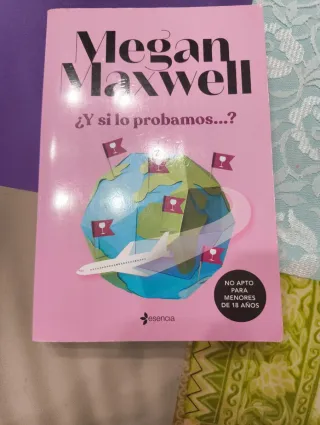 Megan
Maxwell
¿Y si lo probamos...?
NO APTO
PARA
MENORES
DE 18 AÑOS
esencia